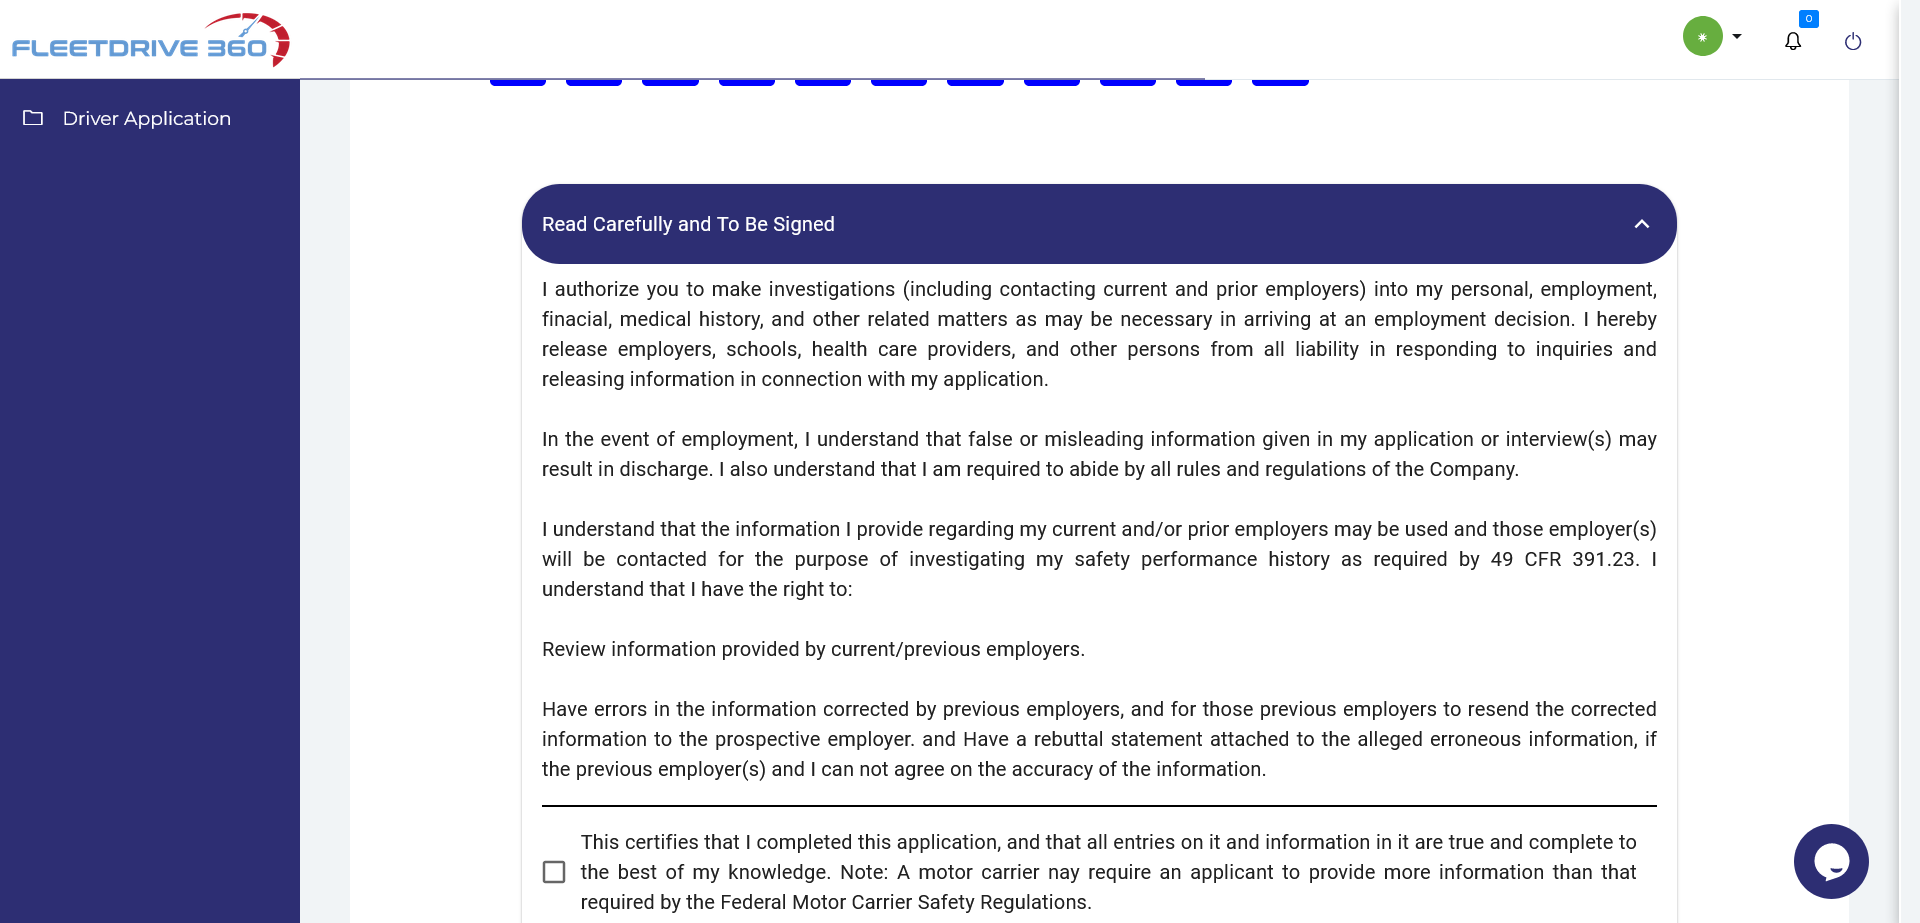 FLEETDRIVE 360
0
*
Driver Application
Read Carefully and To Be Signed
I authorize you to make investigations (including contacting current and prior employers) into my personal, employment,
finacial, medical history, and other related matters as may be necessary in arriving at an employment decision. I hereby
release employers, schools, health care providers, and other persons from all liability in responding to inquiries and
releasing information in connection with my application.
In the event of employment, I understand that false or misleading information given in my application or interview(s) may
result in discharge. I also understand that I am required to abide by all rules and regulations of the Company.
I understand that the information I provide regarding my current and/or prior employers may be used and those employer(s)
will be contacted for the purpose of investigating my safety performance history as required by 49 CFR 391.23. I
understand that I have the right to:
Review information provided by current/previous employers.
Have errors in the information corrected by previous employers, and for those previous employers to resend the corrected
information to the prospective employer. and Have a rebuttal statement attached to the alleged erroneous information, if
the previous employer(s) and I can not agree on the accuracy of the information.
This certifies that I completed this application, and that all entries on it and information in it are true and complete to
the best of my knowledge. Note: A motor carrier nay require an applicant to provide more information than that
required by the Federal Motor Carrier Safety Regulations.